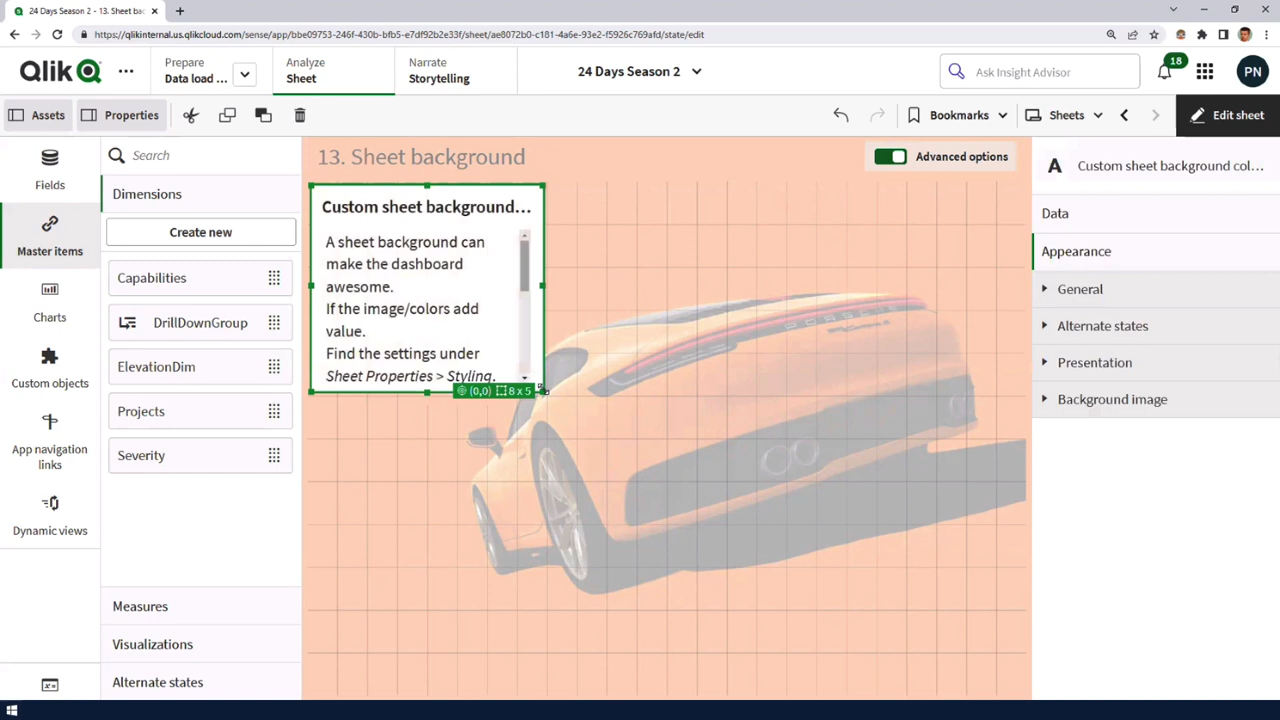 24 Days Season 2 - 13. Sheet bac
https://qlikinternal.us.qlikcloud.com/sense/app/bbe09753-246f-430b-bfb5-e7df92b2e33f/sheet/ae8072b0-c181-4a6e-93e2-f5926c769afd/state/edit
Qlik
Prepare
Data load ...
Analyze
Sheet
Narrate
Storytelling
24 Days Season 2
Ask Insight Advisor
18
PN
Assets
Properties
Bookmarks
Sheets
Edit sheet
Fields
Master items
Charts
Custom objects
App navigation
links
Dynamic views
Search
Dimensions
Create new
Capabilities
DrillDownGroup
ElevationDim
Projects
Severity
Measures
Visualizations
Alternate states
13. Sheet background
Advanced options
Custom sheet background...
A sheet background can
make the dashboard
awesome.
If the image/colors add
value.
Find the settings under
Sheet Properties > Styling.
(0,0) 8 x 5
PORSCHE
A
Custom sheet background col...
Data
Appearance
General
Alternate states
Presentation
Background image